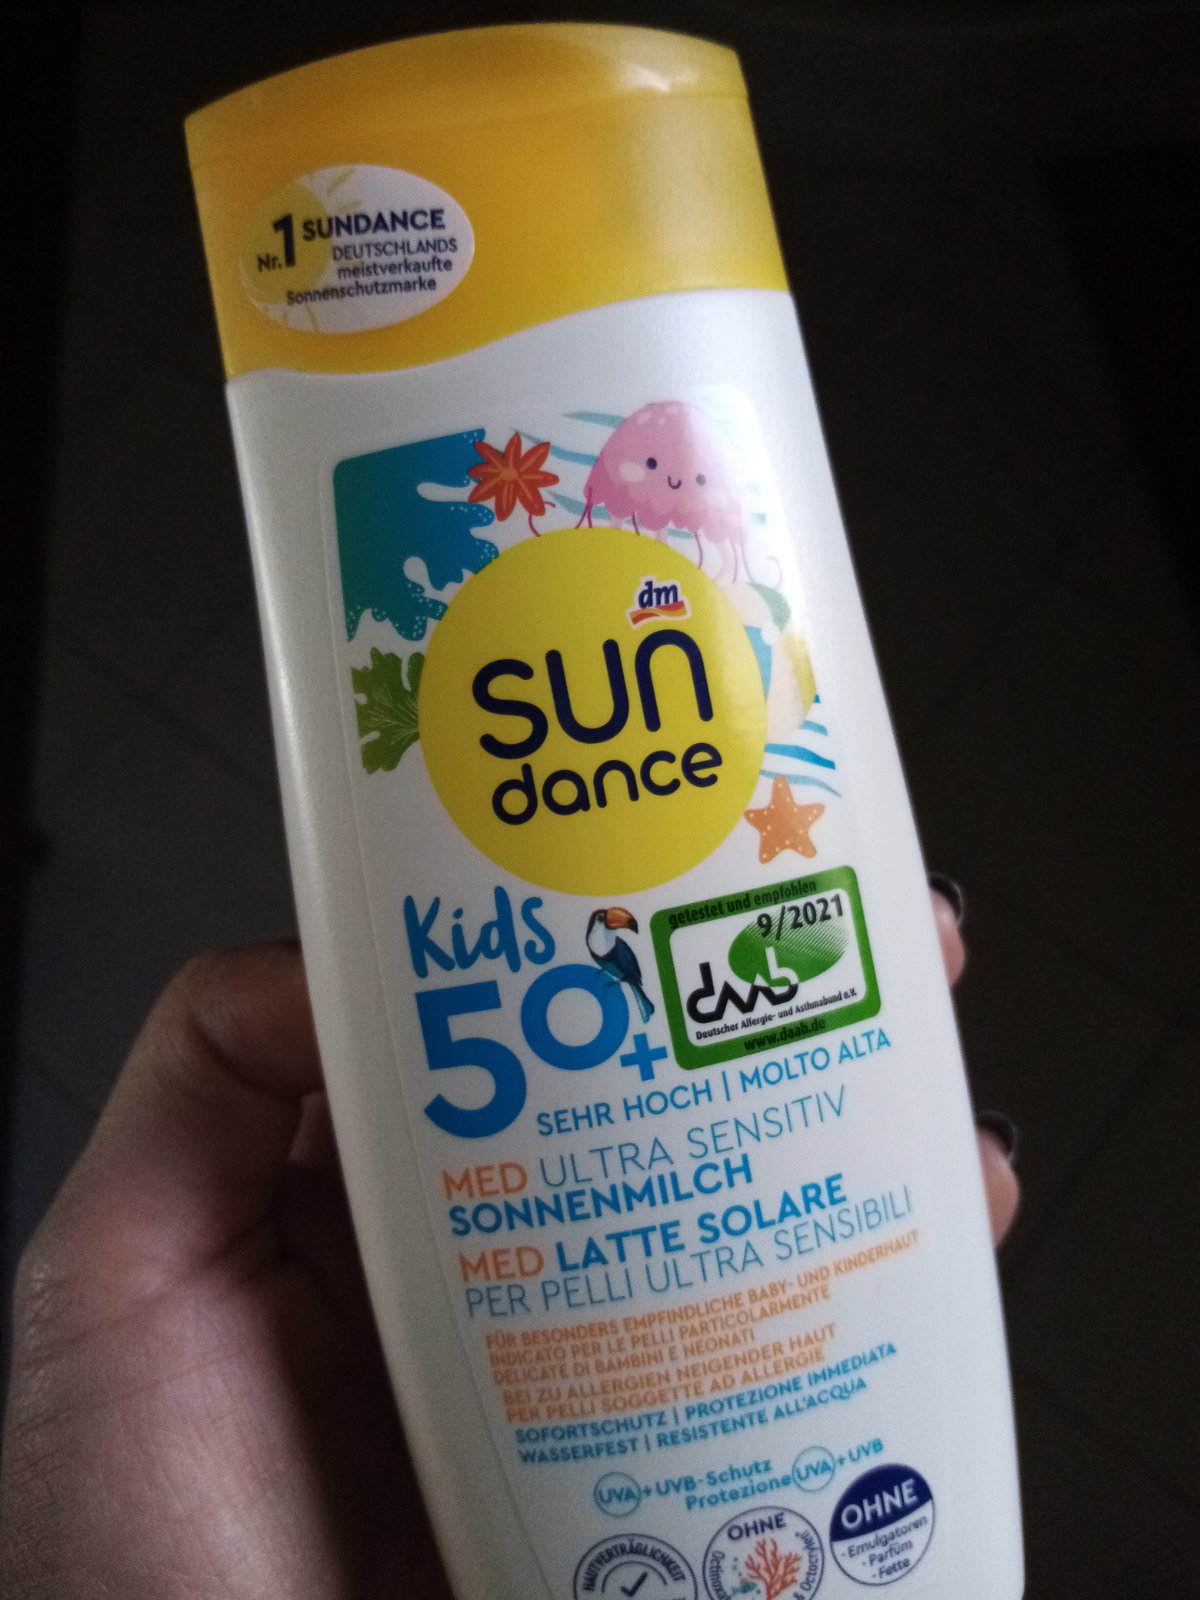 Nr.1 SUNDANCE
DEUTSCHLANDS
meistverkaufte
Sonnenschutzmarke
dm
sun
dance
Kids
50+
getestet und empfohlen
9/2021
daab
Deutscher Allergie- und Asthmabund e.V.
www.daab.de
SEHR HOCH | MOLTO ALTA
MED ULTRA SENSITIV
SONNENMILCH
MED LATTE SOLARE
PER PELLI ULTRA SENSIBILI
FÜR BESONDERS EMPFINDLICHE BABY- UND KINDERHAUT
INDICATO PER LE PELLI PARTICOLARMENTE
DELICATE DI BAMBINI E NEONATI
BEI ZU ALLERGIEN NEIGENDER HAUT
PER PELLI SOGGETTE AD ALLERGIE
SOFORTSCHUTZ | PROTEZIONE IMMEDIATA
WASSERFEST | RESISTENTE ALL'ACQUA
UVA + UVB-Schutz
Protezione UVA + UVB
HAUTVERTRÄGLICHKEIT
OHNE
OHNE
- Emulgatoren
- Parfüm
- Fette